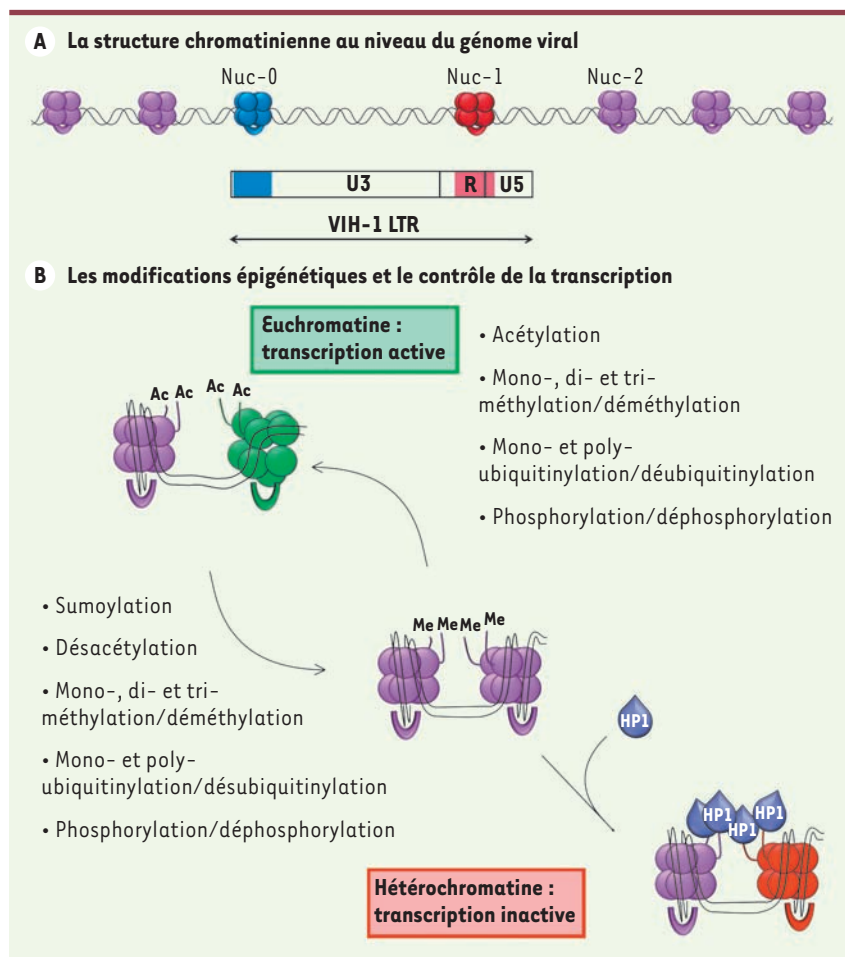 A La structure chromatinienne au niveau du génome viral
Nuc-0 Nuc-1 Nuc-2
U3 R U5
VIH-1 LTR
B Les modifications épigénétiques et le contrôle de la transcription
Euchromatine :
transcription active
• Acétylation
• Mono-, di- et tri-
méthylation/déméthylation
• Mono- et poly-
ubiquitinylation/déubiquitinylation
• Phosphorylation/déphosphorylation
Ac Ac Ac Ac
• Sumoylation
• Désacétylation
• Mono-, di- et tri-
méthylation/déméthylation
• Mono- et poly-
ubiquitinylation/désubiquitinylation
• Phosphorylation/déphosphorylation
Me Me Me Me
HP1
HP1 HP1 HP1
Hétérochromatine :
transcription inactive